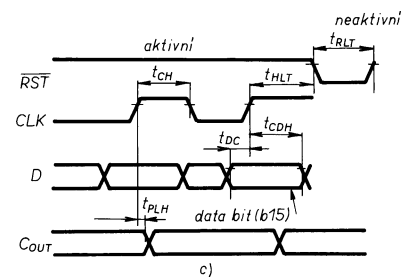 neaktivní
aktivní
t_RLT
t_CH
t_HLT
RST
CLK
t_DC
t_CDH
D
t_PLH
data bit (b15)
C_OUT
c)